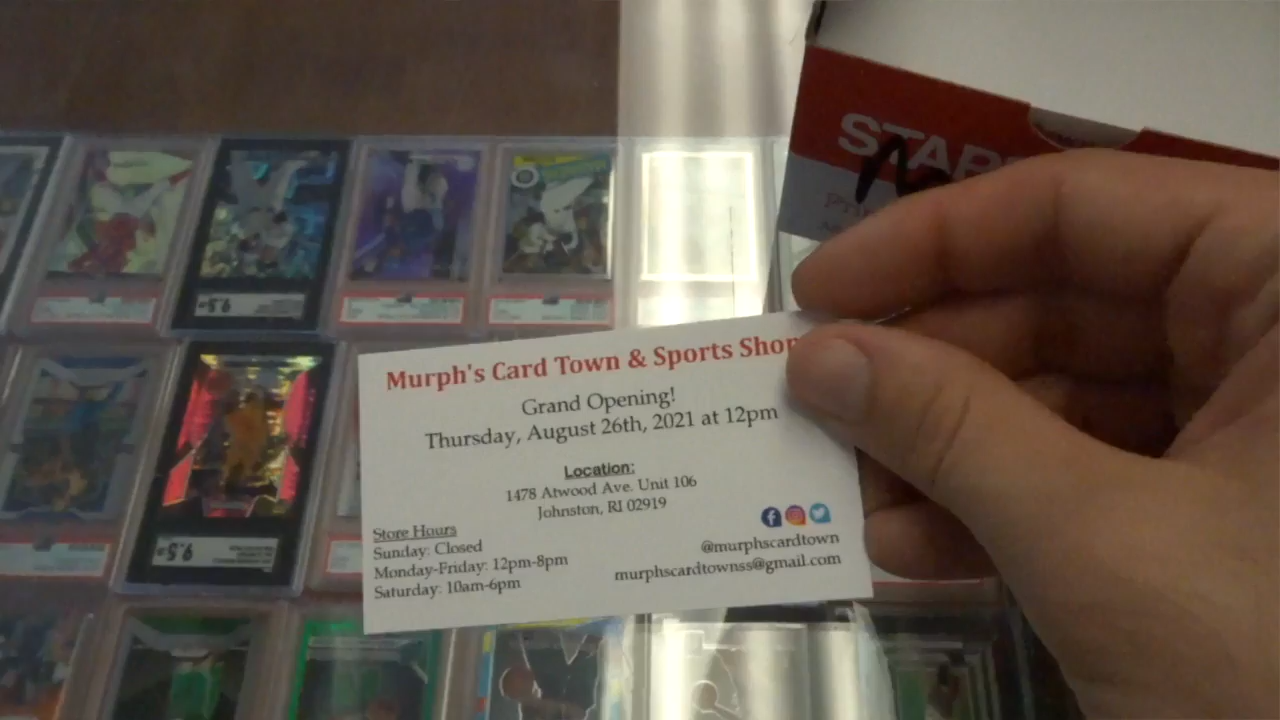 STAR
Murph's Card Town & Sports Shop
Grand Opening!
Thursday, August 26th, 2021 at 12pm
Location:
1478 Atwood Ave. Unit 106
Johnston, RI 02919
Store Hours
Sunday: Closed
Monday-Friday: 12pm-8pm
Saturday: 10am-6pm
@murphscardtown
murphscardtownss@gmail.com
9.5
9.5